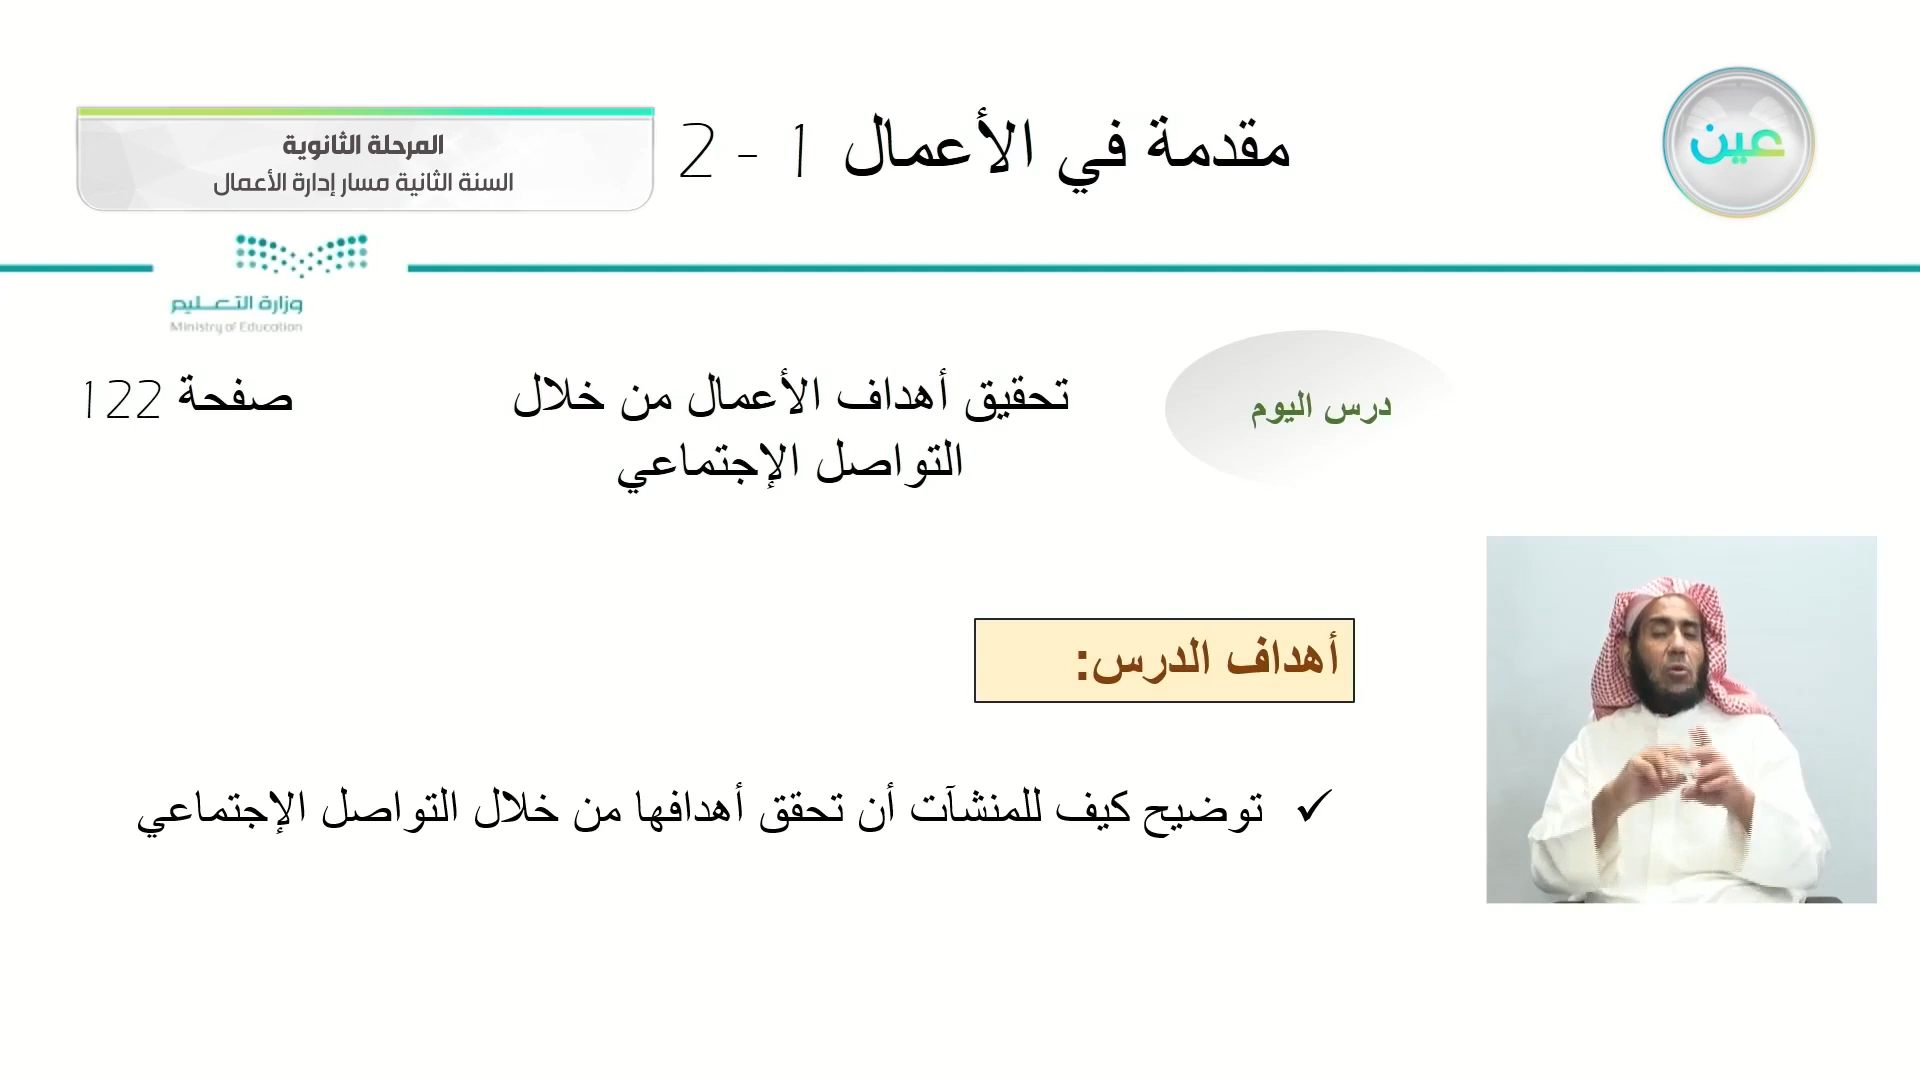 عين
مقدمة في الأعمال 1 - 2
المرحلة الثانوية
السنة الثانية مسار إدارة الأعمال
وزارة التعليم
Ministry of Education
درس اليوم
تحقيق أهداف الأعمال من خلال
التواصل الإجتماعي
صفحة 122
أهداف الدرس:
✓ توضيح كيف للمنشآت أن تحقق أهدافها من خلال التواصل الإجتماعي